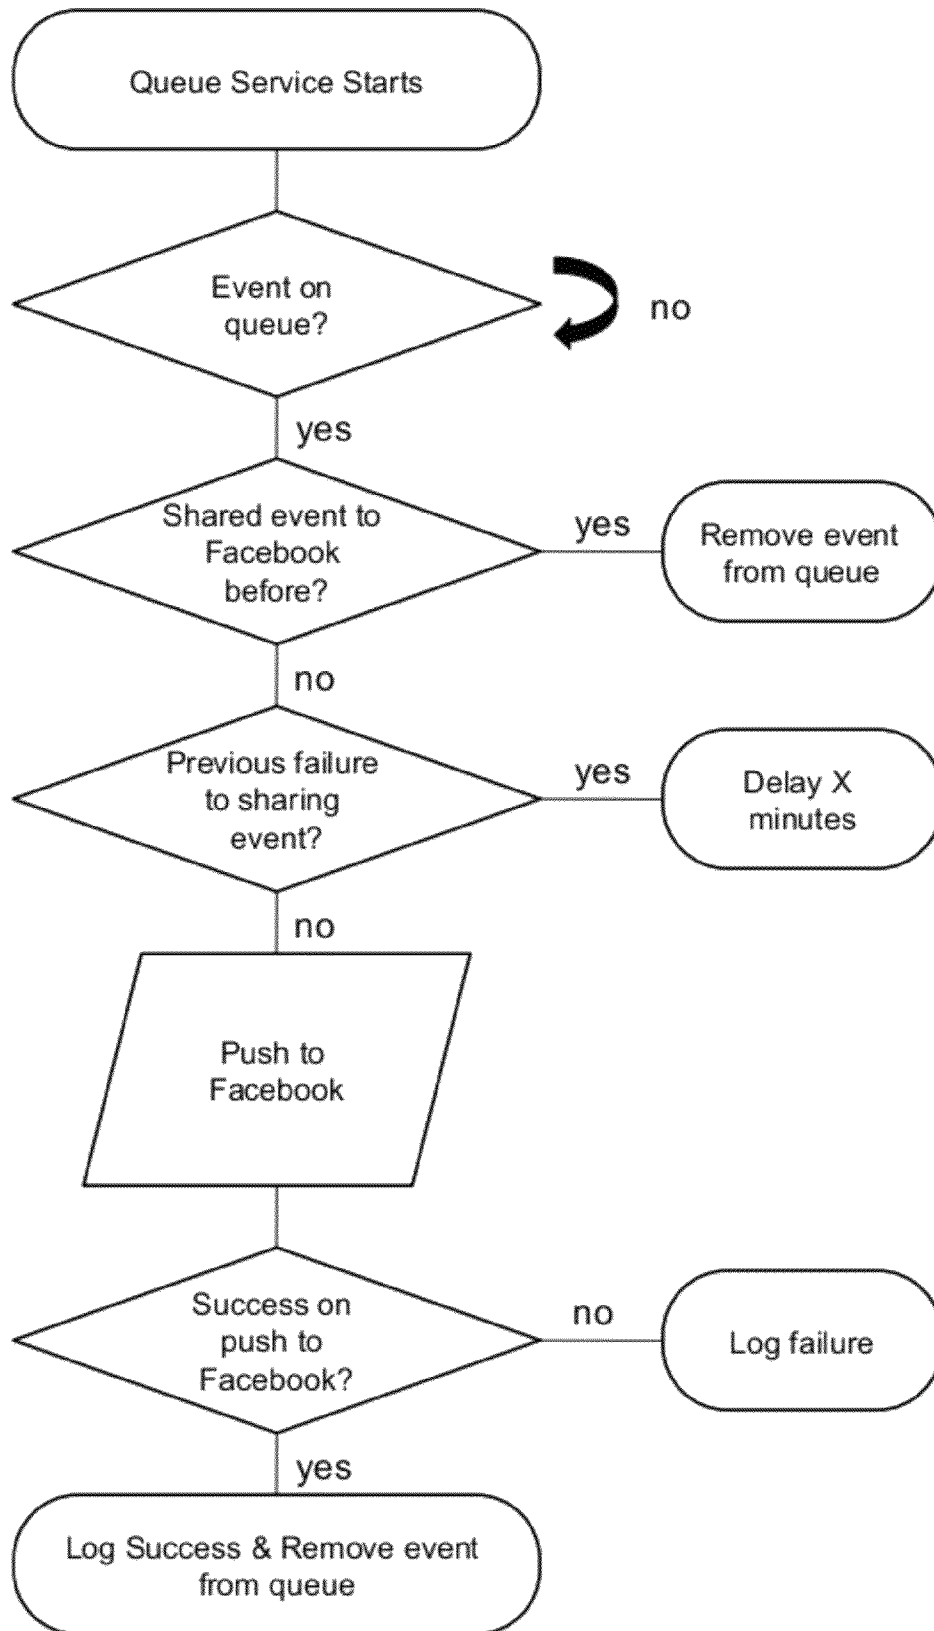 Queue Service Starts
Event on
queue?
no
yes
Shared event to
Facebook
before?
yes
Remove event
from queue
no
Previous failure
to sharing
event?
yes
Delay X
minutes
no
Push to
Facebook
Success on
push to
Facebook?
no
Log failure
yes
Log Success & Remove event
from queue